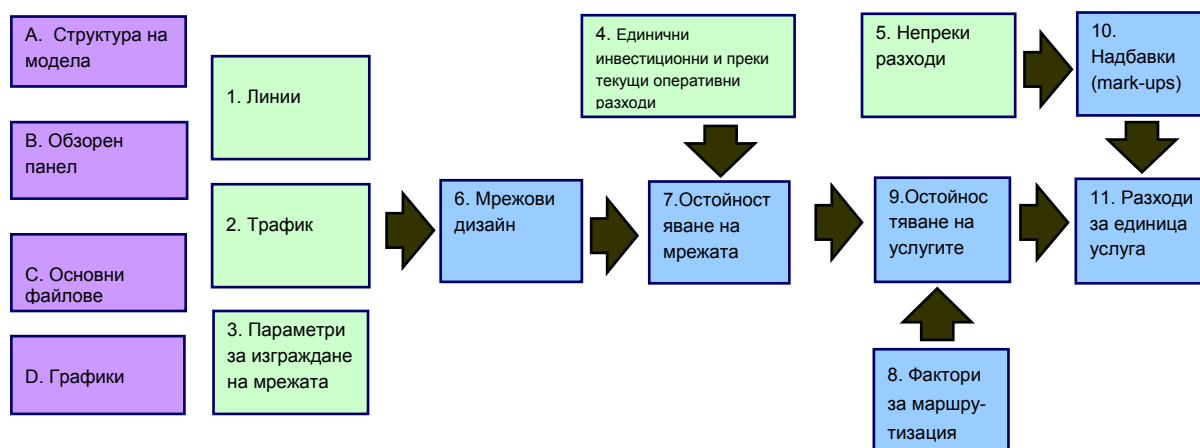 A. Структура на
модела
B. Обзорен
панел
C. Основни
файлове
D. Графики
1. Линии
2. Трафик
3. Параметри
за изграждане
на мрежата
4. Единични
инвестиционни и преки
текущи оперативни
разходи
5. Непреки
разходи
10.
Надбавки
(mark-ups)
6. Мрежови
дизайн
7.Остойност
яване на
мрежата
9.Остойнос
тяване на
услугите
11. Разходи
за единица
услуга
8. Фактори
за маршру-
тизация